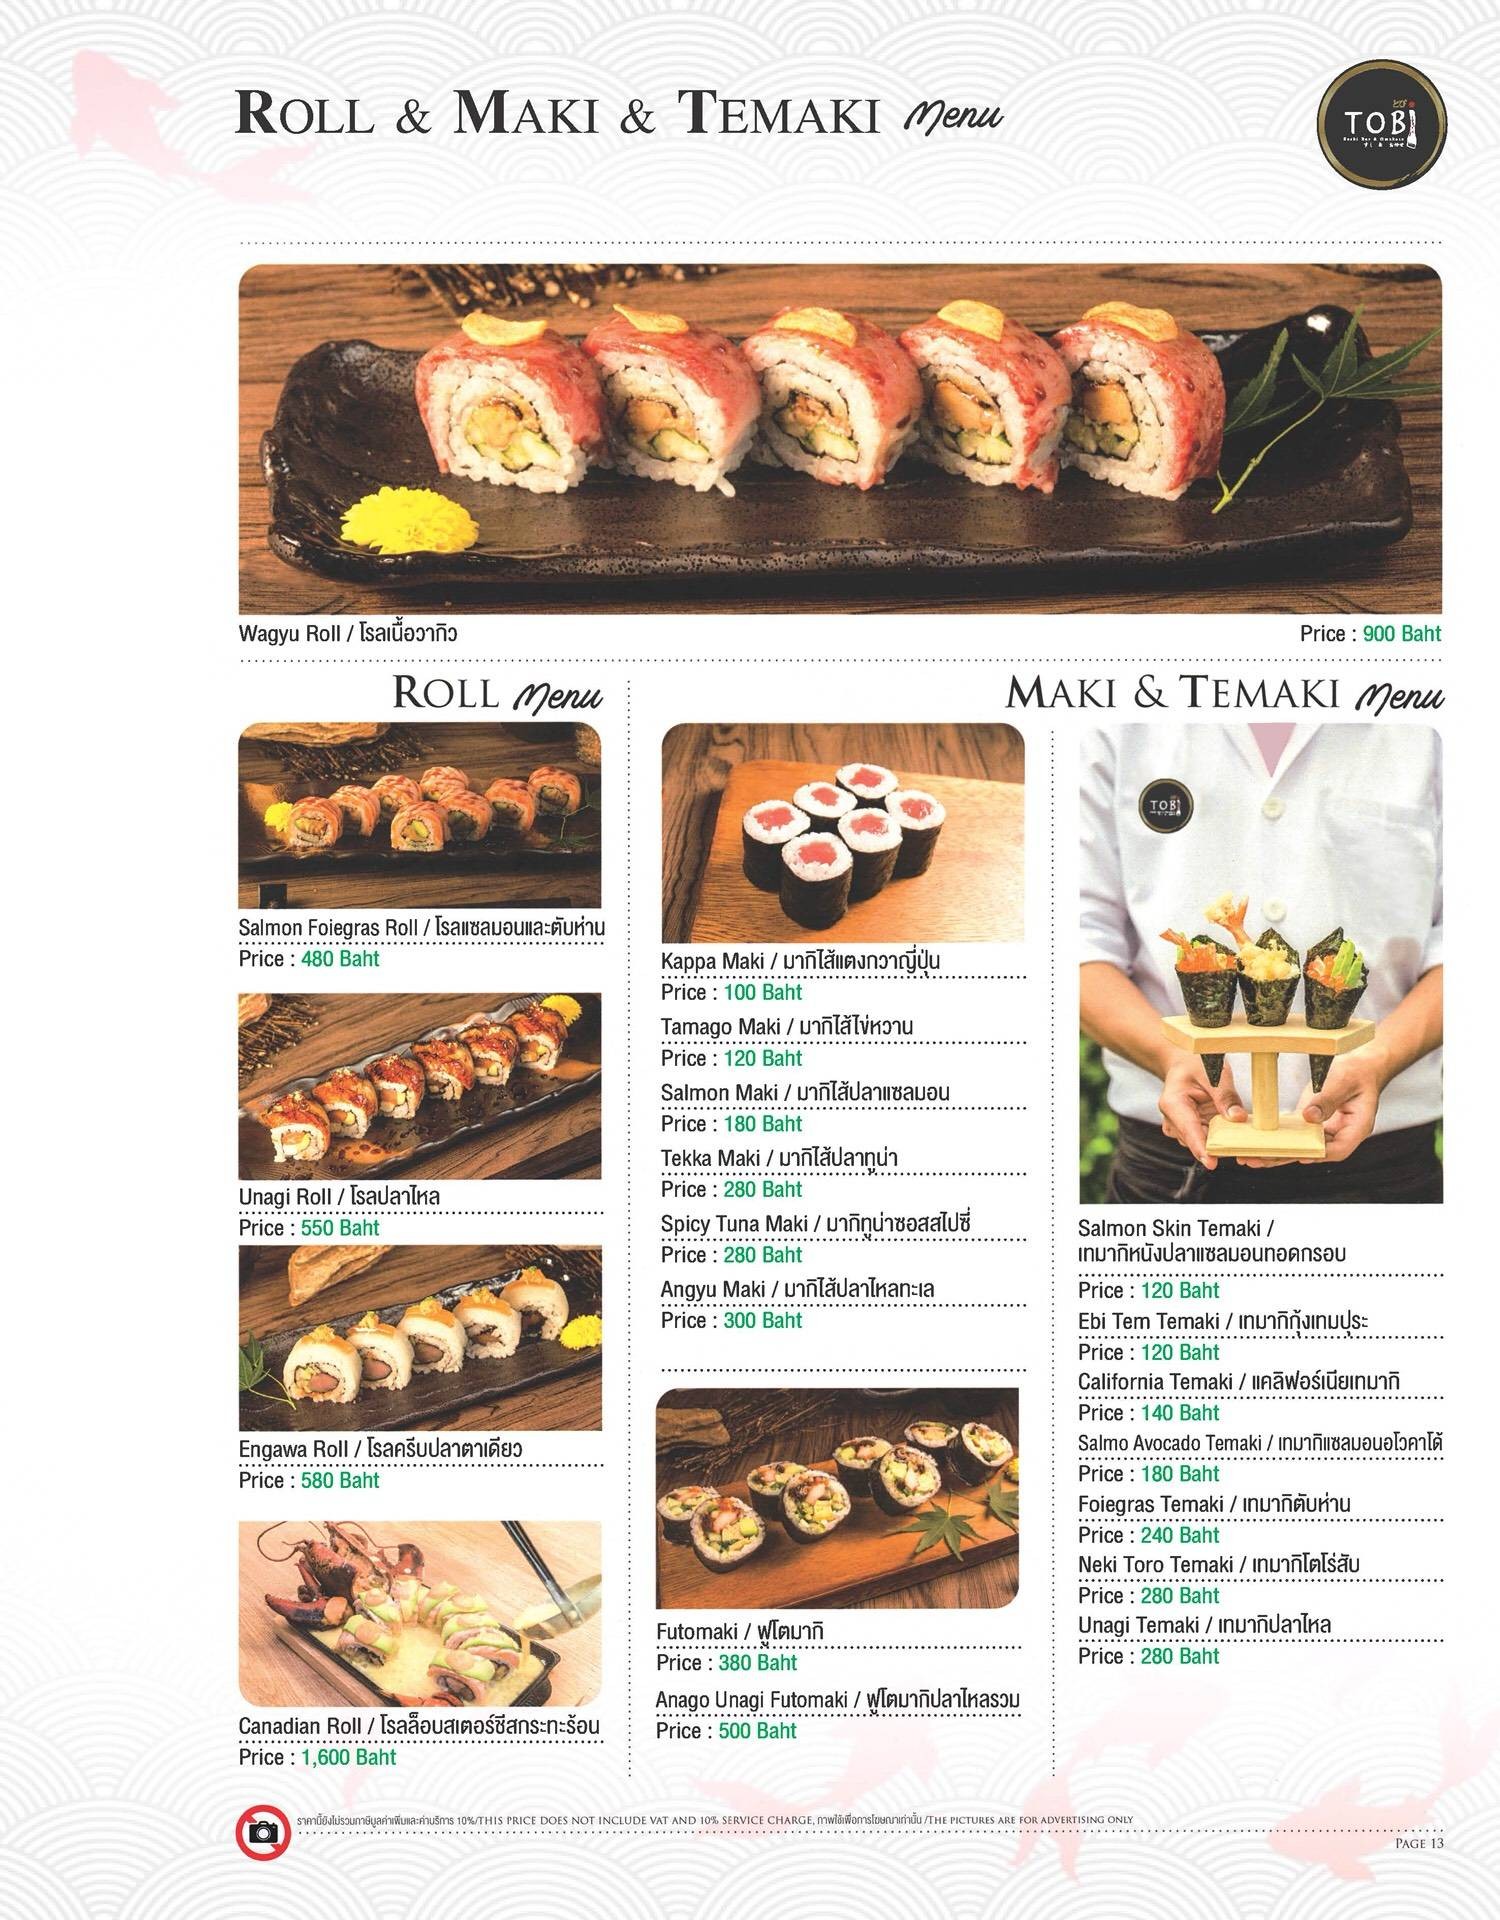 ROLL & MAKI & TEMAKI Menu
TOBI
Wagyu Roll / โรลเนื้อวากิว
Price : 900 Baht
ROLL Menu
Salmon Foiegras Roll / โรลแซลมอนและตับห่าน
Price : 480 Baht
Unagi Roll / โรลปลาไหล
Price : 550 Baht
Engawa Roll / โรลครีบปลาตาเดียว
Price : 580 Baht
Canadian Roll / โรลล็อบสเตอร์ชีสกระทะร้อน
Price : 1,600 Baht
MAKI & TEMAKI Menu
Kappa Maki / มากิไส้แตงกวาญี่ปุ่น
Price : 100 Baht
Tamago Maki / มากิไส้ไข่หวาน
Price : 120 Baht
Salmon Maki / มากิไส้ปลาแซลมอน
Price : 180 Baht
Tekka Maki / มากิไส้ปลาทูน่า
Price : 280 Baht
Spicy Tuna Maki / มากิทูน่าซอสสไปซี่
Price : 280 Baht
Angyu Maki / มากิไส้ปลาไหลทะเล
Price : 300 Baht
Futomaki / ฟูโตมากิ
Price : 380 Baht
Anago Unagi Futomaki / ฟูโตมากิปลาไหลรวม
Price : 500 Baht
TOBI
Salmon Skin Temaki /
เทมากิหนังปลาแซลมอนทอดกรอบ
Price : 120 Baht
Ebi Tem Temaki / เทมากิกุ้งเทมปุระ
Price : 120 Baht
California Temaki / แคลิฟอร์เนียเทมากิ
Price : 140 Baht
Salmo Avocado Temaki / เทมากิแซลมอนอโวคาโด้
Price : 180 Baht
Foiegras Temaki / เทมากิตับห่าน
Price : 240 Baht
Neki Toro Temaki / เทมากิโตโร่สับ
Price : 280 Baht
Unagi Temaki / เทมากิปลาไหล
Price : 280 Baht
ราคานี้ยังไม่รวมภาษีมูลค่าเพิ่มและค่าบริการ 10%/THIS PRICE DOES NOT INCLUDE VAT AND 10% SERVICE CHARGE, ภาพใช้เพื่อการโฆษณาเท่านั้น /THE PICTURES ARE FOR ADVERTISING ONLY
PAGE 13